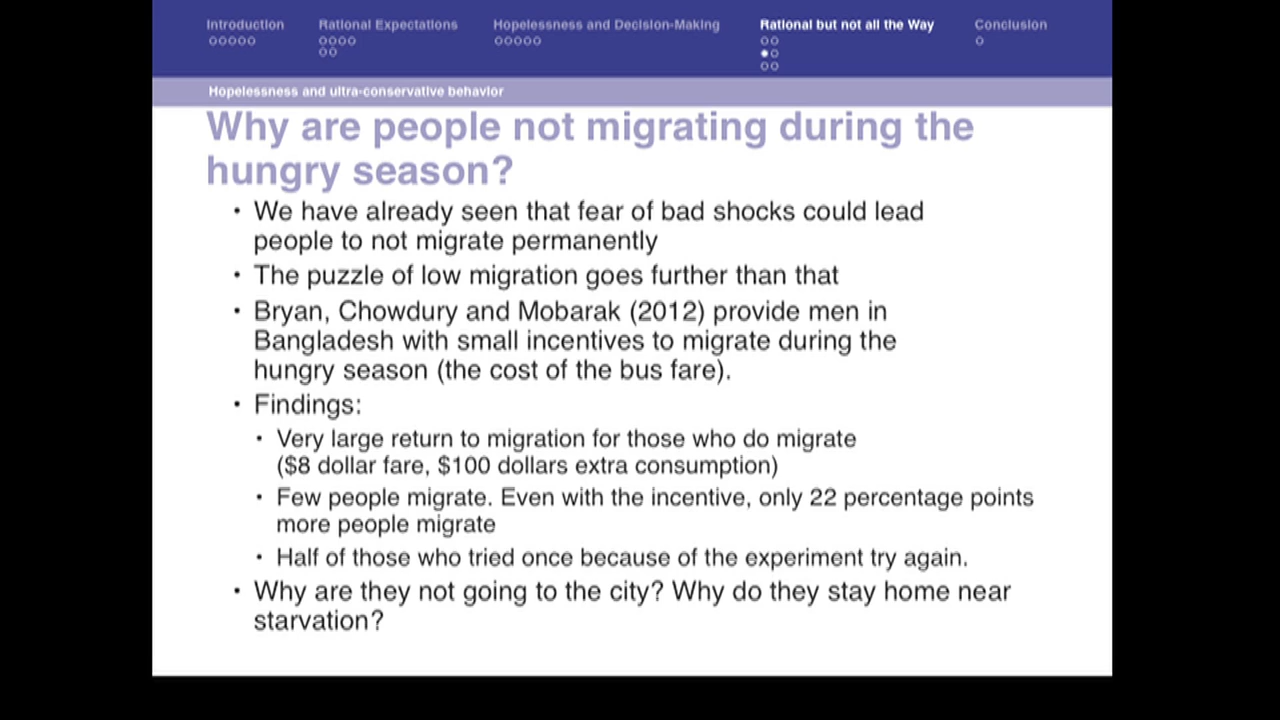 Introduction Rational Expectations Hopelessness and Decision-Making Rational but not all the Way Conclusion
Hopelessness and ultra-conservative behavior
Why are people not migrating during the
hungry season?
• We have already seen that fear of bad shocks could lead
people to not migrate permanently
• The puzzle of low migration goes further than that
• Bryan, Chowdury and Mobarak (2012) provide men in
Bangladesh with small incentives to migrate during the
hungry season (the cost of the bus fare).
• Findings:
• Very large return to migration for those who do migrate
($8 dollar fare, $100 dollars extra consumption)
• Few people migrate. Even with the incentive, only 22 percentage points
more people migrate
• Half of those who tried once because of the experiment try again.
• Why are they not going to the city? Why do they stay home near
starvation?